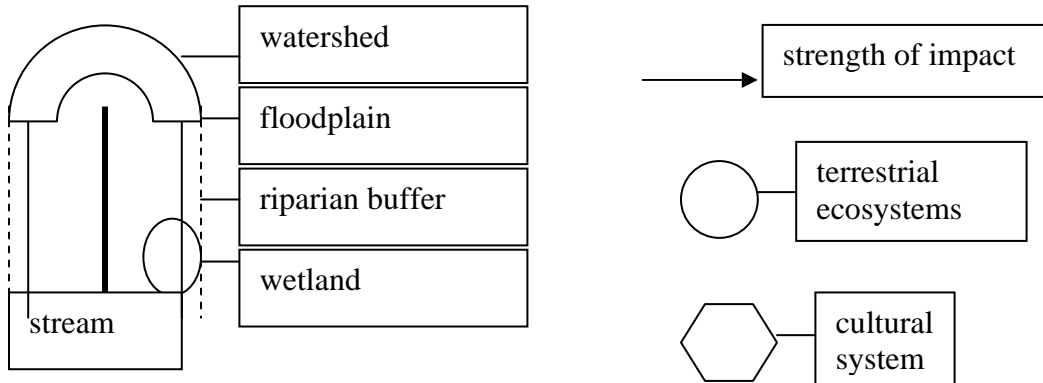 watershed
floodplain
riparian buffer
wetland
stream
strength of impact
terrestrial
ecosystems
cultural
system